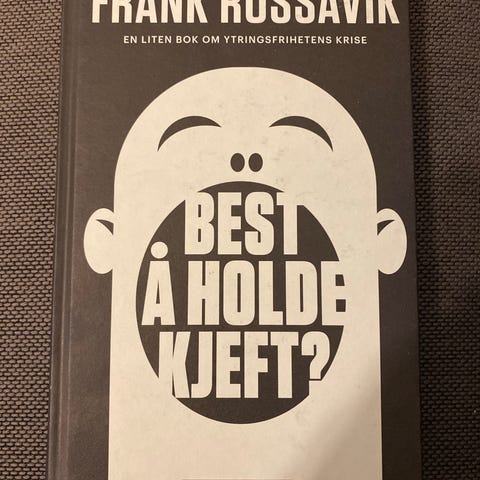 FRANK ROSSAVIK
EN LITEN BOK OM YTRINGSFRIHETENS KRISE
BEST
Å HOLDE
KJEFT?